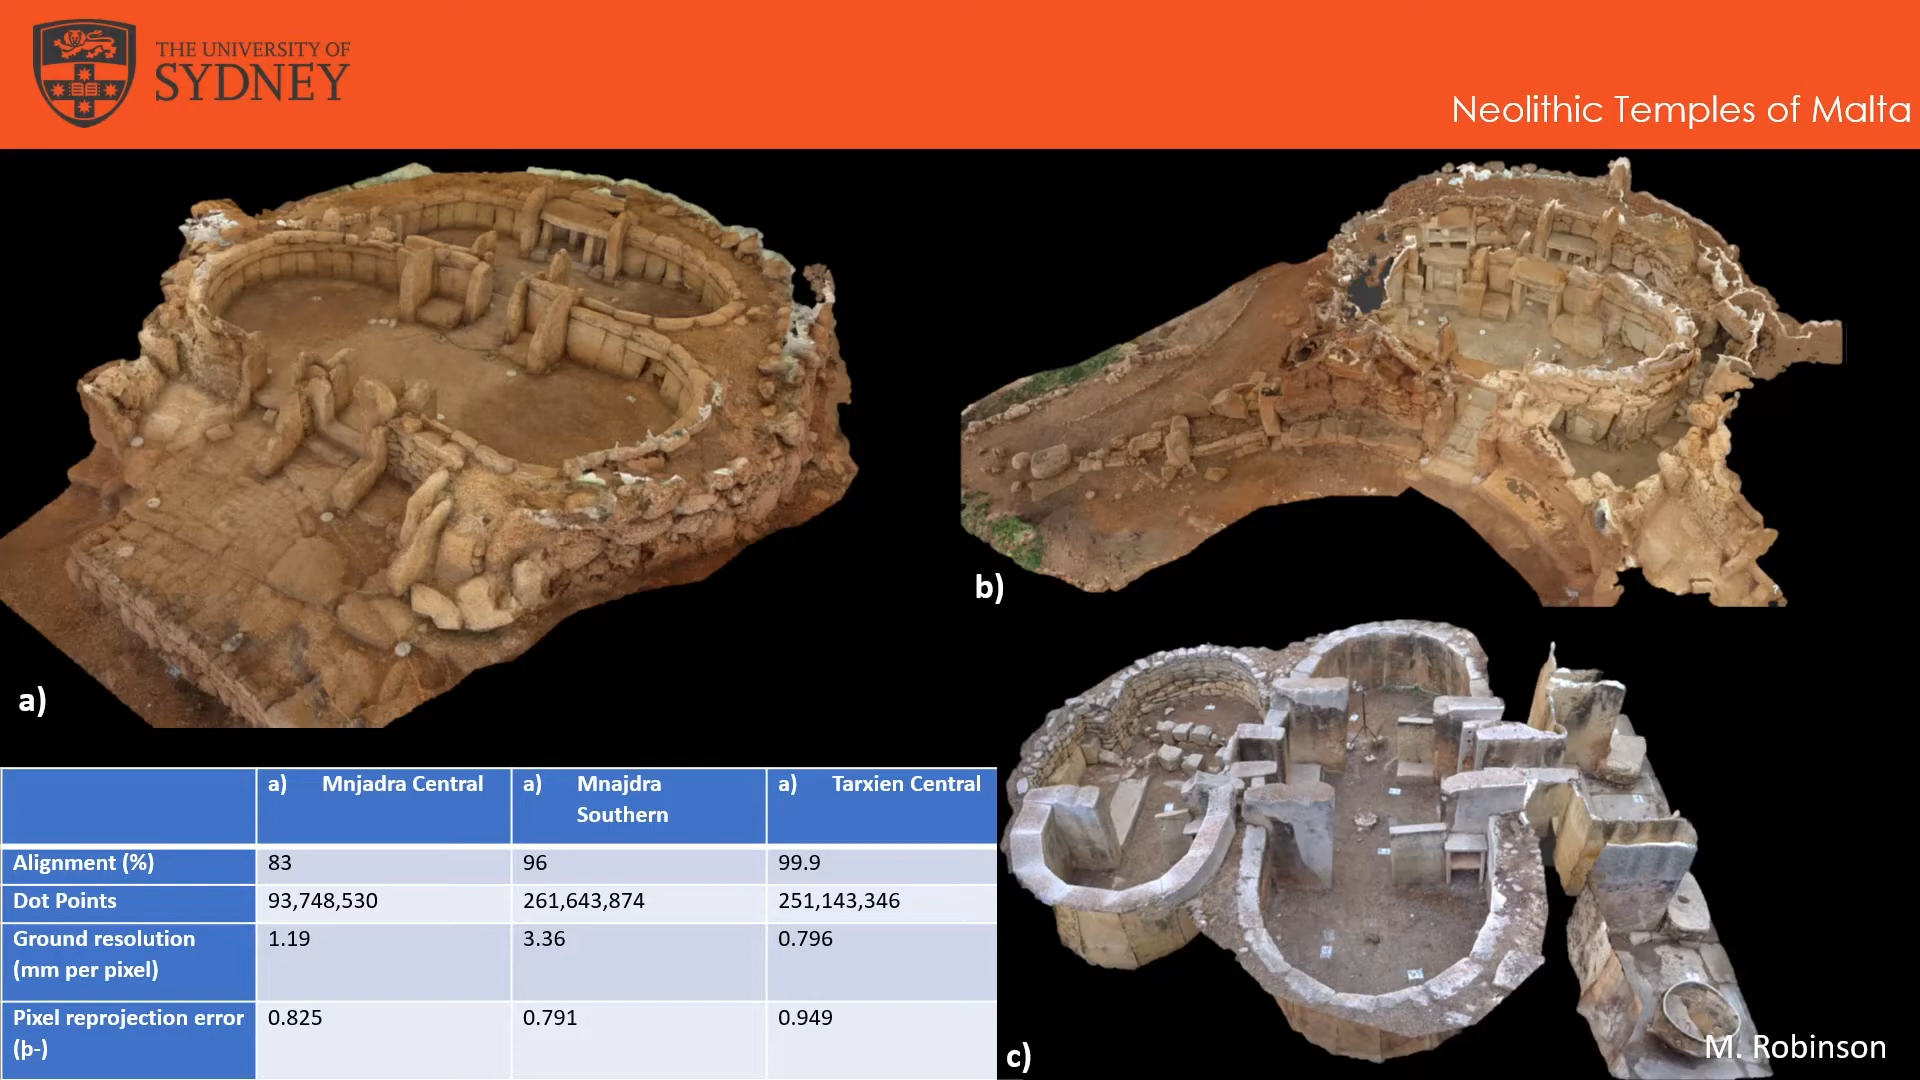 THE UNIVERSITY OF
SYDNEY
Neolithic Temples of Malta
a)
b)
c)
a) Mnjadra Central
a) Mnajdra Southern
a) Tarxien Central
Alignment (%) 83 96 99.9
Dot Points 93,748,530 261,643,874 251,143,346
Ground resolution (mm per pixel) 1.19 3.36 0.796
Pixel reprojection error (þ-) 0.825 0.791 0.949
M. Robinson